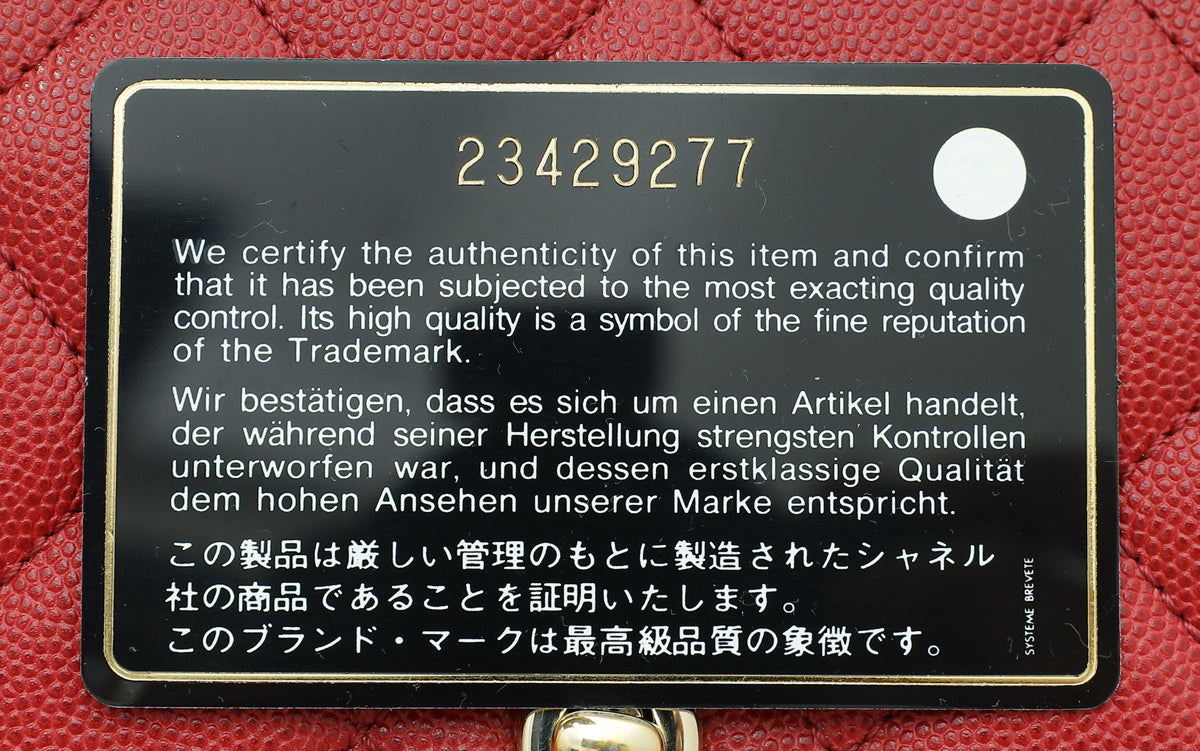 23429277
We certify the authenticity of this item and confirm
that it has been subjected to the most exacting quality
control. Its high quality is a symbol of the fine reputation
of the Trademark.
Wir bestätigen, dass es sich um einen Artikel handelt,
der während seiner Herstellung strengsten Kontrollen
unterworfen war, und dessen erstklassige Qualität
dem hohen Ansehen unserer Marke entspricht.
この製品は厳しい管理のもとに製造されたシャネル
社の商品であることを証明いたします。
このブランド・マークは最高級品質の象徴です。
SYSTEME BREVETE